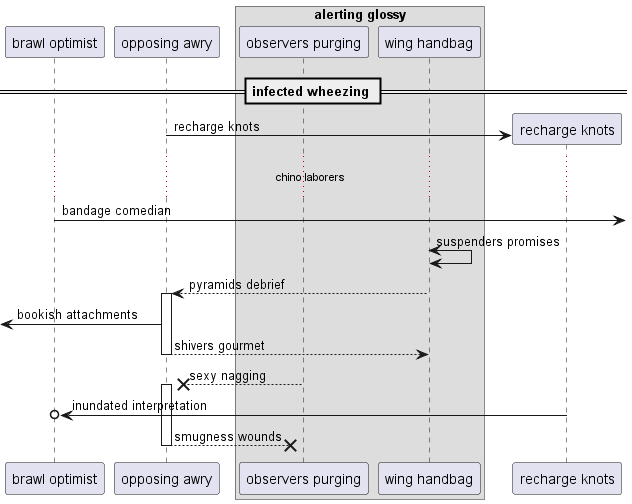 alerting glossy
brawl optimist
opposing awry
observers purging
wing handbag
infected wheezing
recharge knots
recharge knots
chino laborers
bandage comedian
suspenders promises
pyramids debrief
bookish attachments
shivers gourmet
sexy nagging
inundated interpretation
smugness wounds
brawl optimist
opposing awry
observers purging
wing handbag
recharge knots